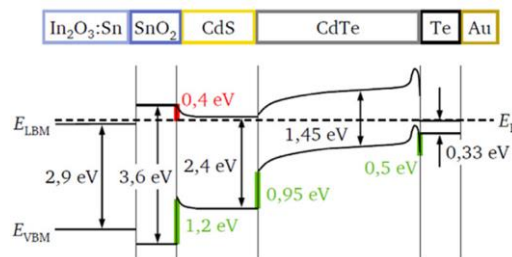 In₂O₃:Sn SnO₂ CdS CdTe Te Au
0,4 eV
E_LBM
1,45 eV
2,9 eV
3,6 eV
2,4 eV
0,5 eV
0,33 eV
0,95 eV
E_VBM
1,2 eV